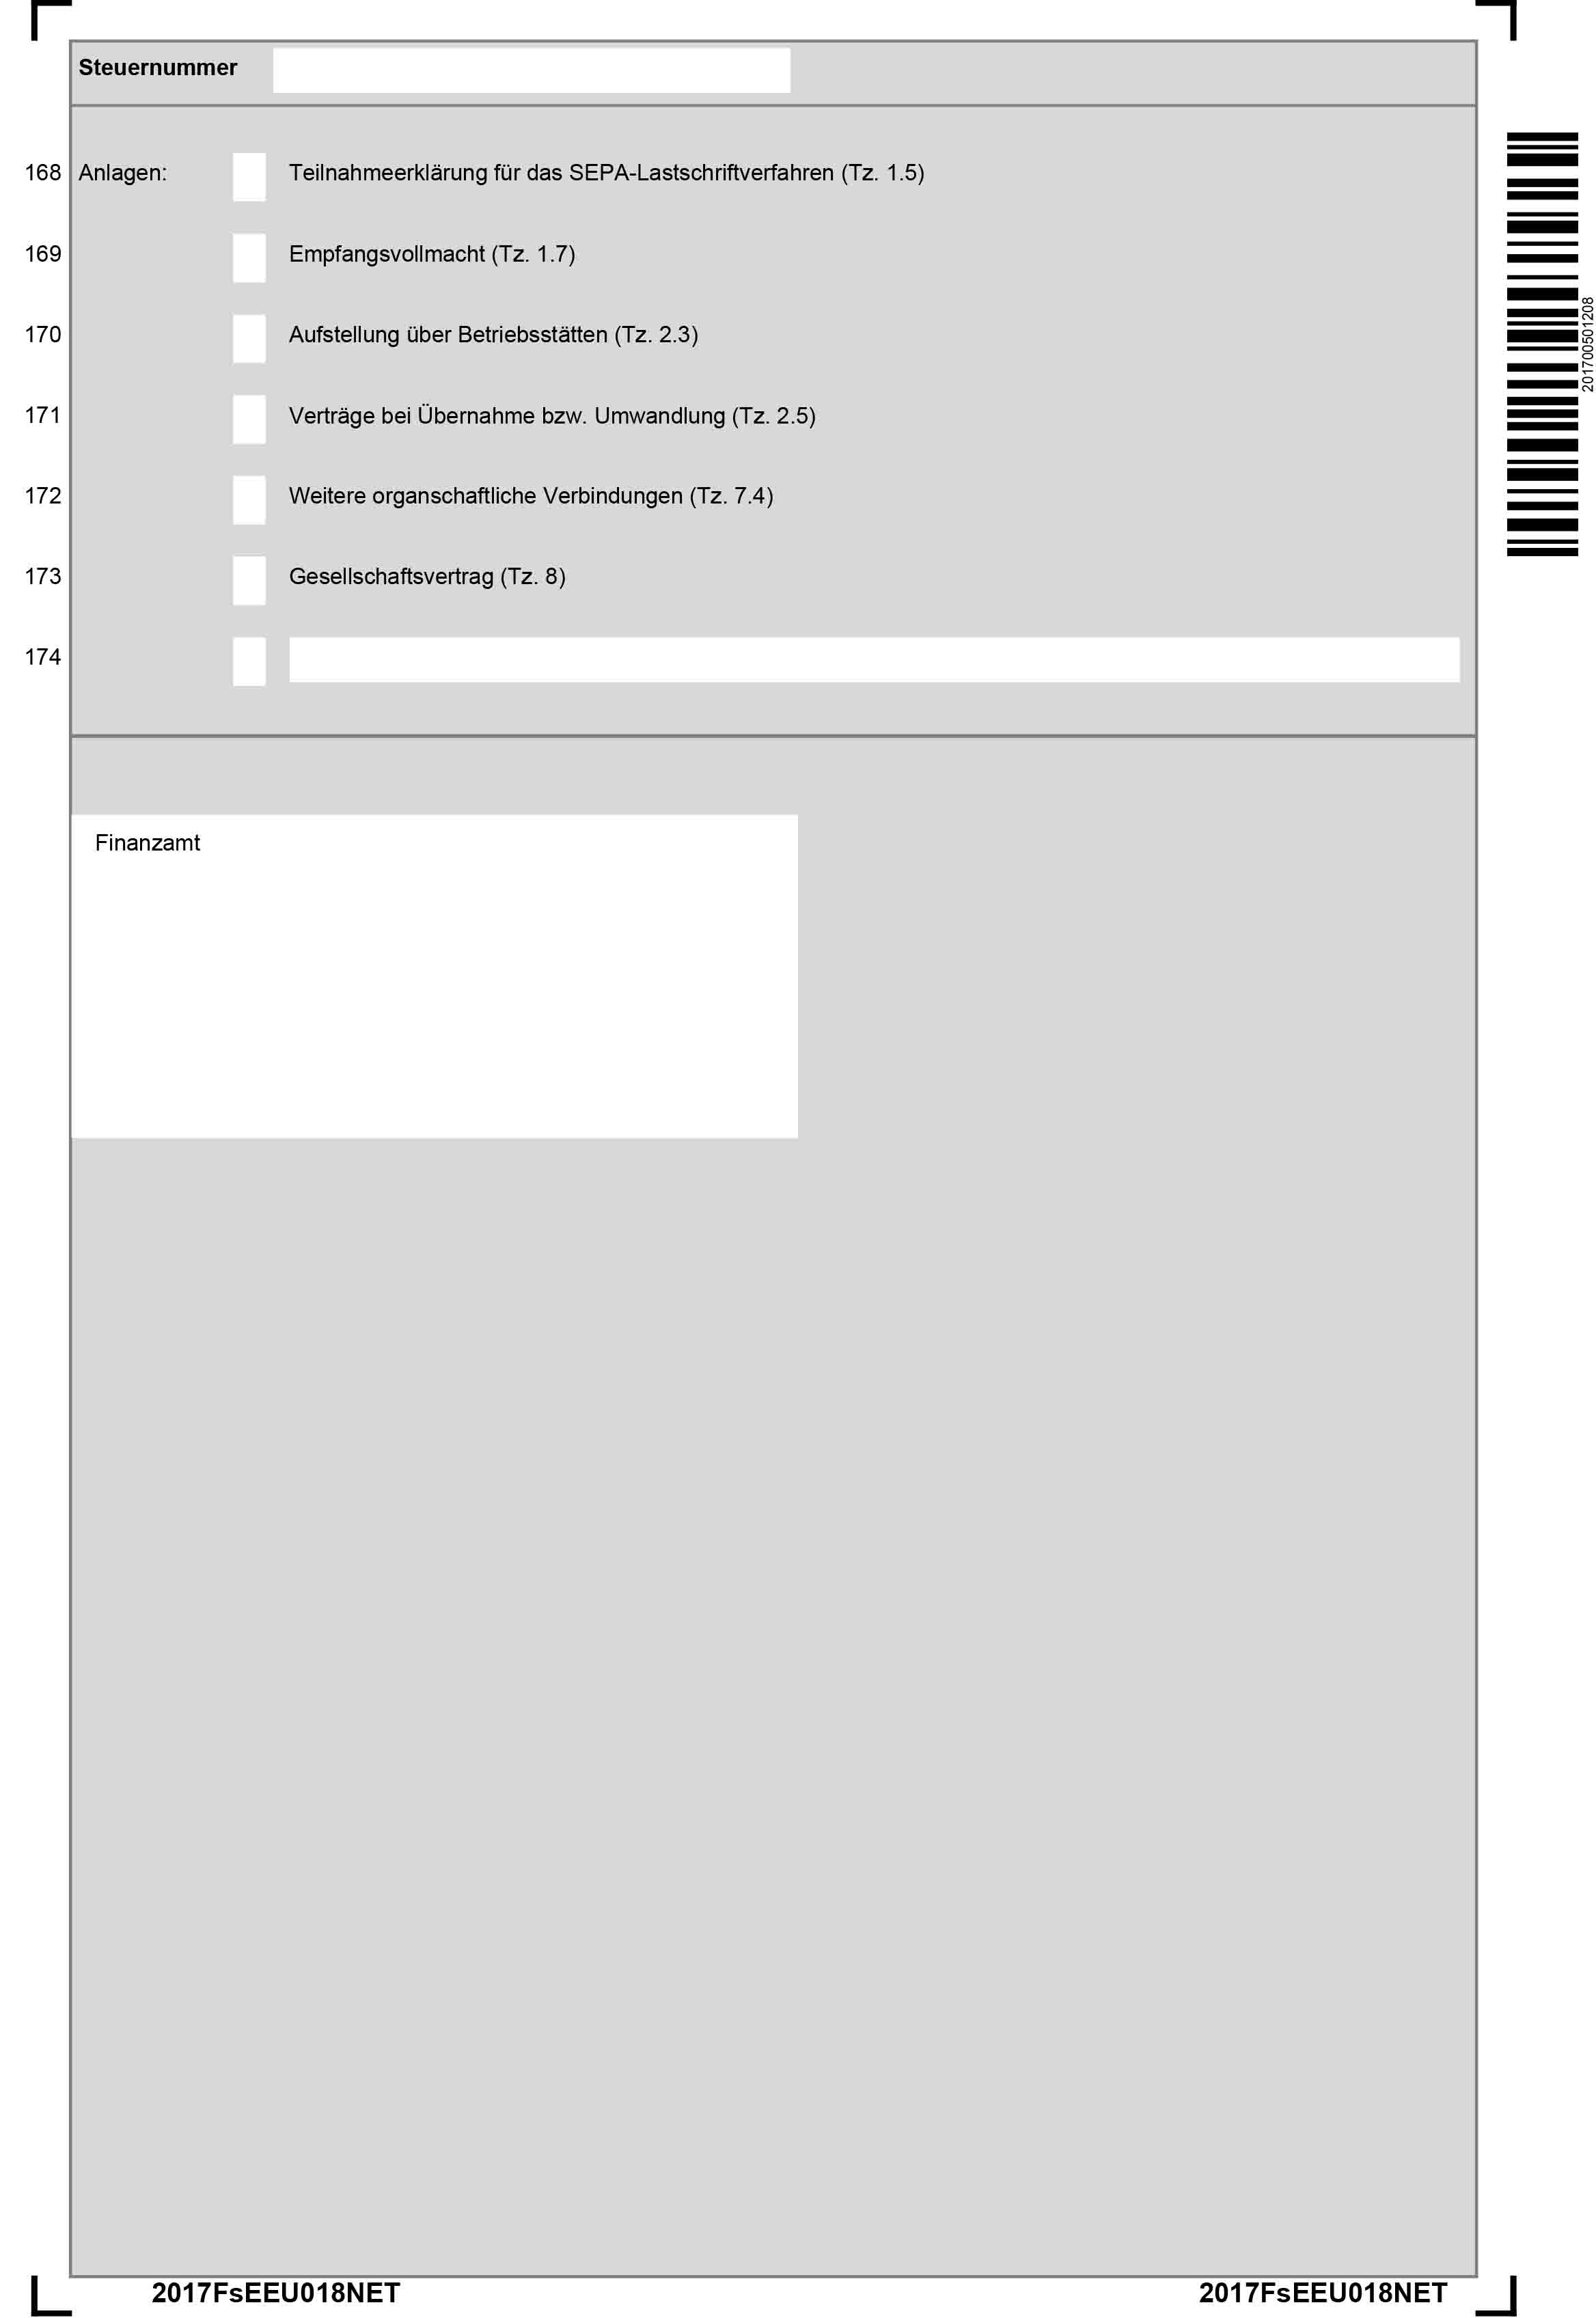 Steuernummer
168 Anlagen: Teilnahmeerklärung für das SEPA-Lastschriftverfahren (Tz. 1.5)
169 Empfangsvollmacht (Tz. 1.7)
170 Aufstellung über Betriebsstätten (Tz. 2.3)
171 Verträge bei Übernahme bzw. Umwandlung (Tz. 2.5)
172 Weitere organschaftliche Verbindungen (Tz. 7.4)
173 Gesellschaftsvertrag (Tz. 8)
174
201700501208
Finanzamt
2017FsEEU018NET 2017FsEEU018NET